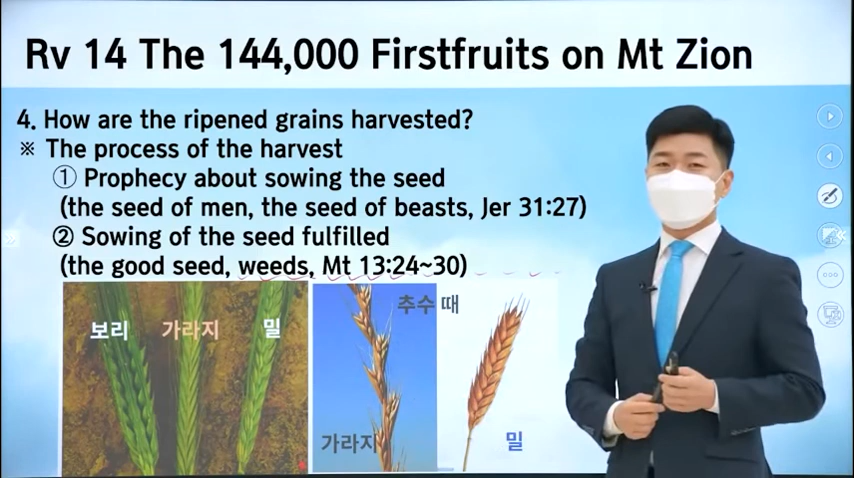 Rv 14 The 144,000 Firstfruits on Mt Zion
4. How are the ripened grains harvested?
※ The process of the harvest
① Prophecy about sowing the seed
(the seed of men, the seed of beasts, Jer 31:27)
② Sowing of the seed fulfilled
(the good seed, weeds, Mt 13:24~30)
보리 가라지 밀
추수 때
가라지 밀